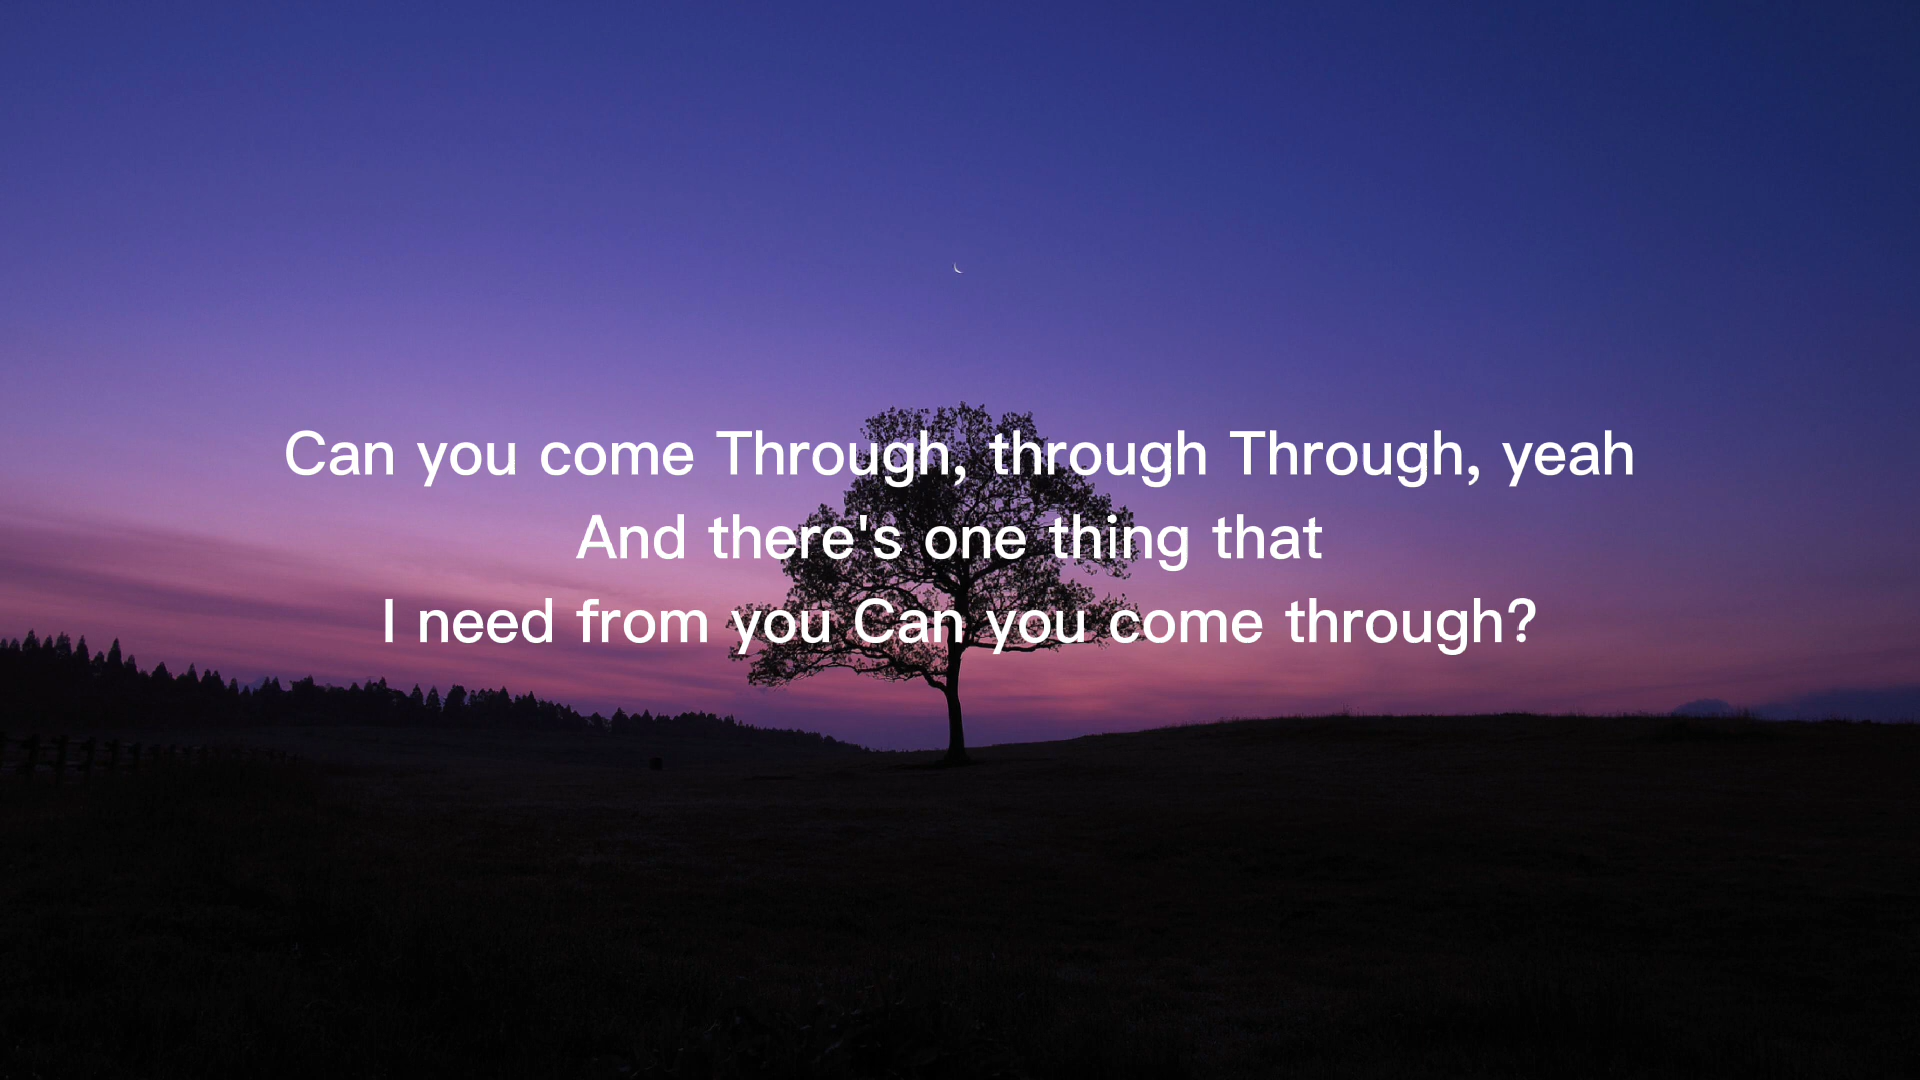 Can you come Through, through Through, yeah
And there's one thing that
I need from you Can you come through?